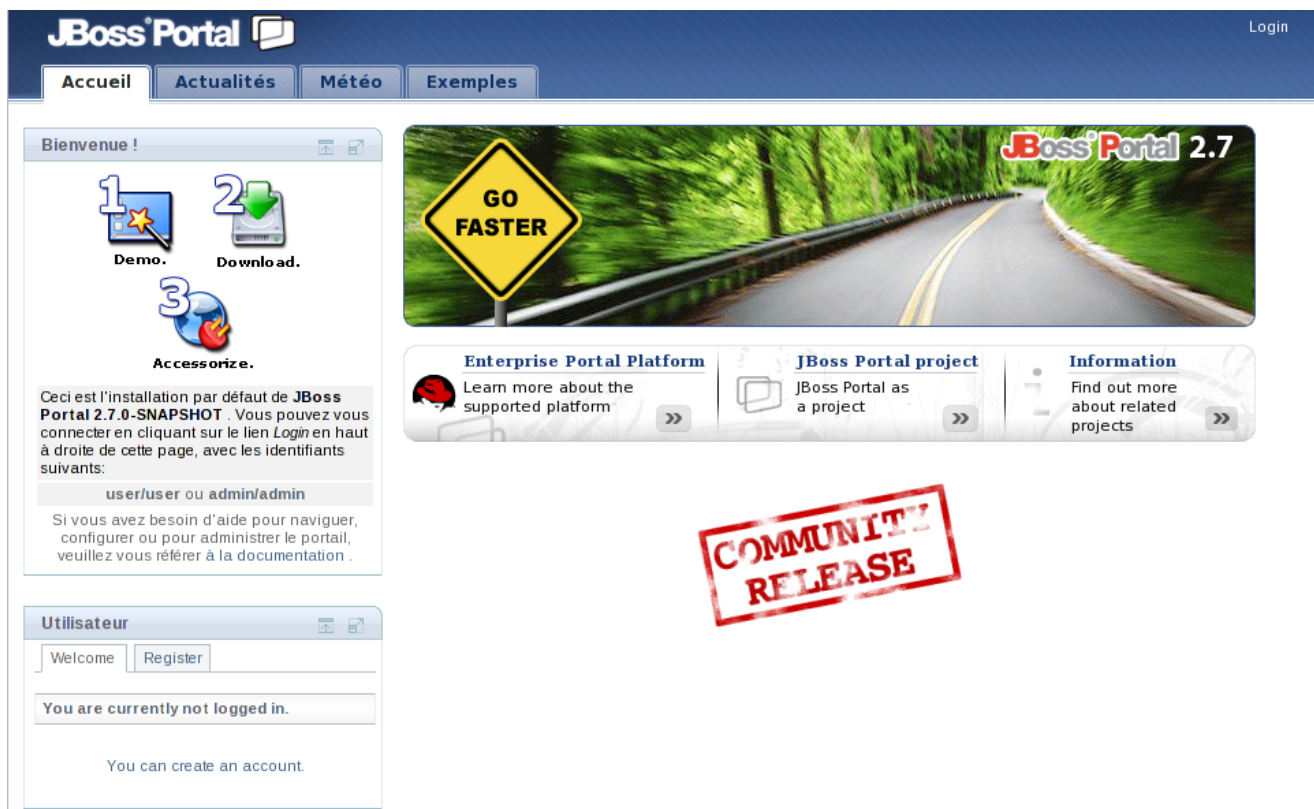 JBoss Portal
Login
Accueil
Actualités
Météo
Exemples
Bienvenue !
1
2
Demo.
Download.
3
Accessorize.
Ceci est l'installation par défaut de JBoss
Portal 2.7.0-SNAPSHOT . Vous pouvez vous
connecter en cliquant sur le lien Login en haut
à droite de cette page, avec les identifiants
suivants:
user/user ou admin/admin
Si vous avez besoin d'aide pour naviguer,
configurer ou pour administrer le portail,
veuillez vous référer à la documentation .
Utilisateur
Welcome
Register
You are currently not logged in.
You can create an account.
JBoss Portal 2.7
GO
FASTER
Enterprise Portal Platform
Learn more about the
supported platform
JBoss Portal project
JBoss Portal as
a project
Information
Find out more
about related
projects
COMMUNITY
RELEASE